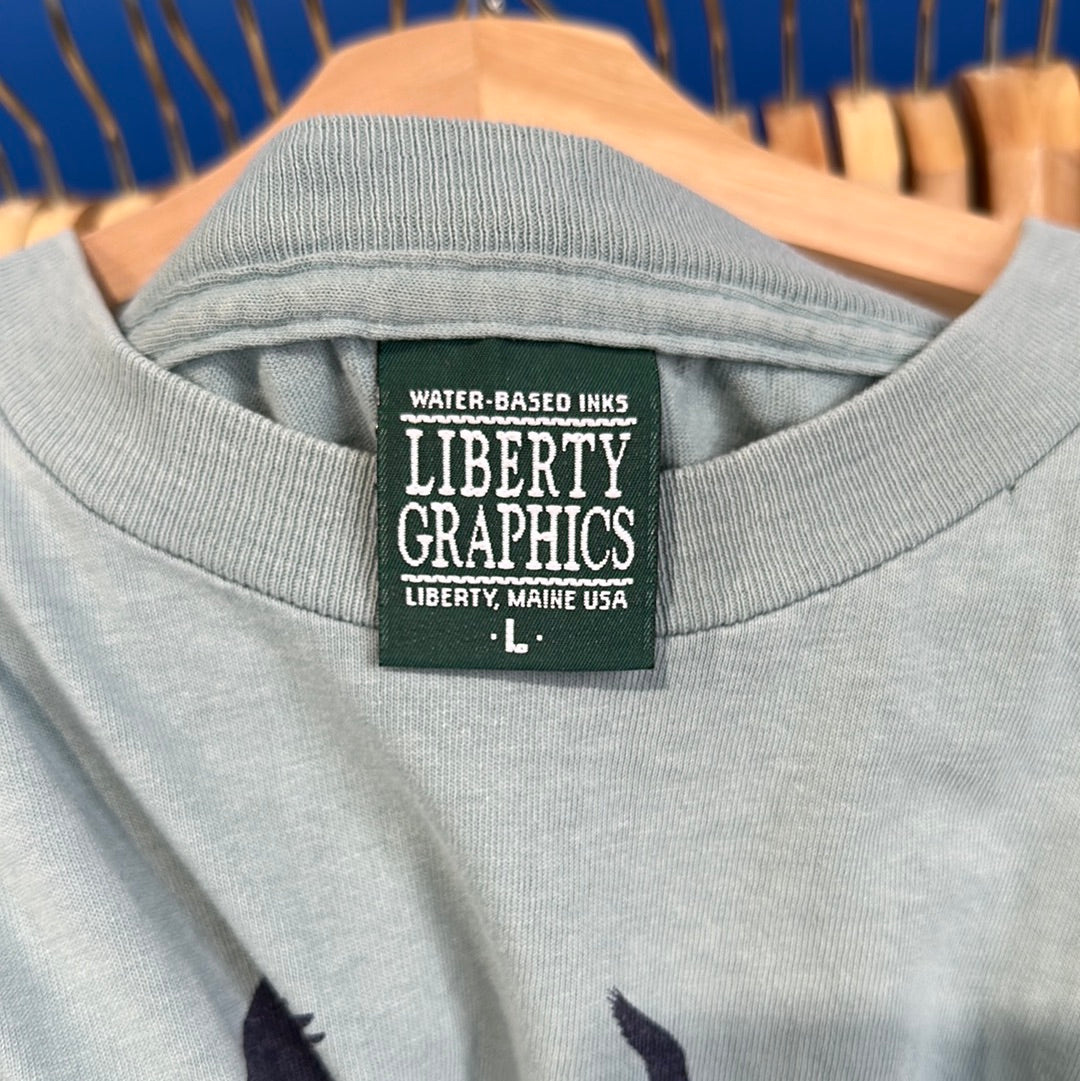 WATER-BASED INKS
LIBERTY
GRAPHICS
LIBERTY, MAINE USA
·L·